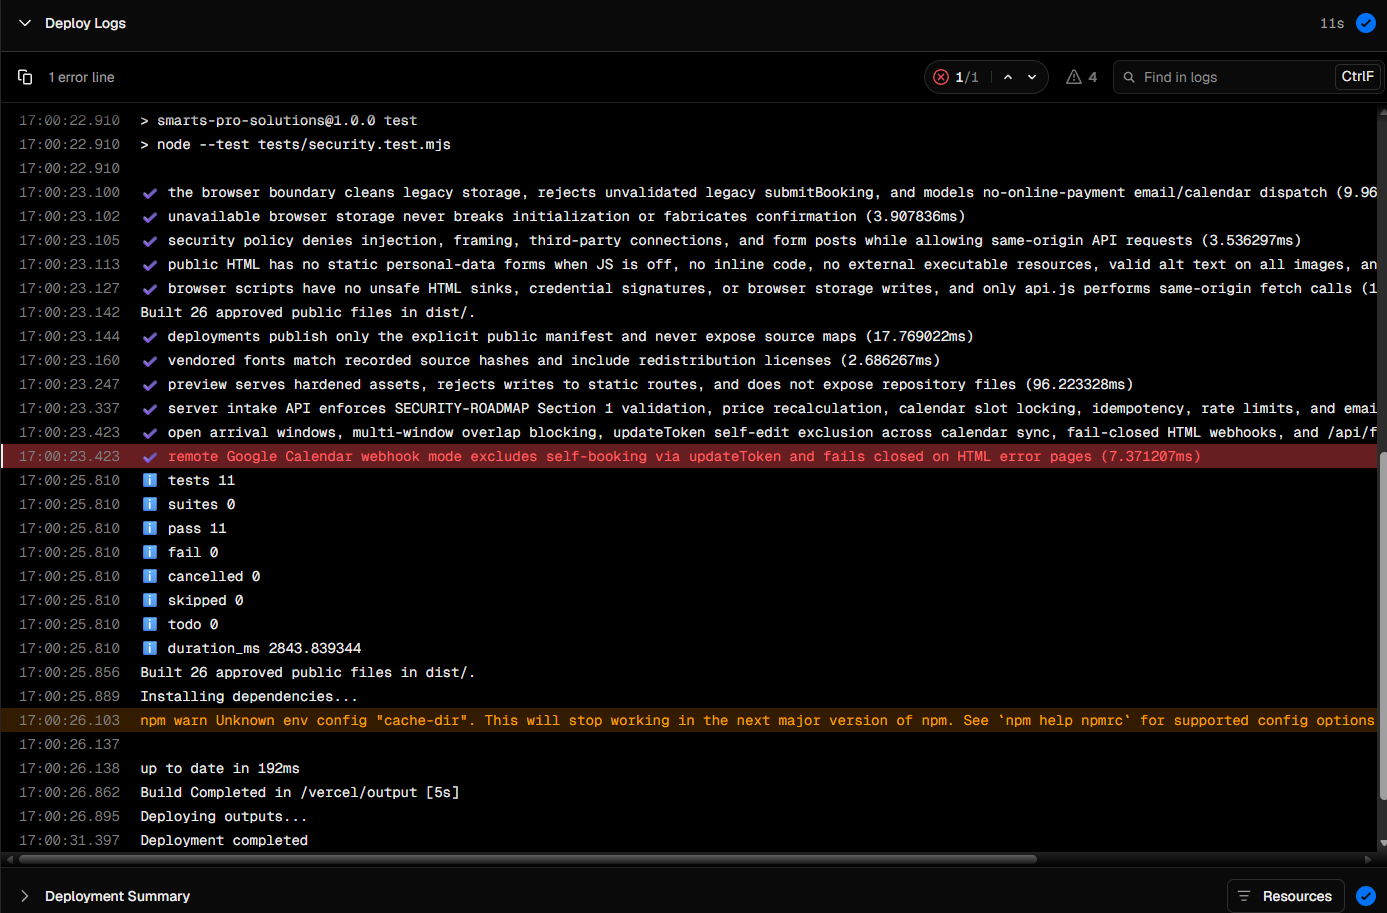 Deploy Logs
11s
1 error line
1/1
4
Find in logs
CtrlF
17:00:22.910 > smarts-pro-solutions@1.0.0 test
17:00:22.910 > node --test tests/security.test.mjs
17:00:22.910
17:00:23.100 ✔ the browser boundary cleans legacy storage, rejects unvalidated legacy submitBooking, and models no-online-payment email/calendar dispatch (9.96
17:00:23.102 ✔ unavailable browser storage never breaks initialization or fabricates confirmation (3.907836ms)
17:00:23.105 ✔ security policy denies injection, framing, third-party connections, and form posts while allowing same-origin API requests (3.536297ms)
17:00:23.113 ✔ public HTML has no static personal-data forms when JS is off, no inline code, no external executable resources, valid alt text on all images, an
17:00:23.127 ✔ browser scripts have no unsafe HTML sinks, credential signatures, or browser storage writes, and only api.js performs same-origin fetch calls (1
17:00:23.142 Built 26 approved public files in dist/.
17:00:23.144 ✔ deployments publish only the explicit public manifest and never expose source maps (17.769022ms)
17:00:23.160 ✔ vendored fonts match recorded source hashes and include redistribution licenses (2.686267ms)
17:00:23.247 ✔ preview serves hardened assets, rejects writes to static routes, and does not expose repository files (96.223328ms)
17:00:23.337 ✔ server intake API enforces SECURITY-ROADMAP Section 1 validation, price recalculation, calendar slot locking, idempotency, rate limits, and emai
17:00:23.423 ✔ open arrival windows, multi-window overlap blocking, updateToken self-edit exclusion across calendar sync, fail-closed HTML webhooks, and /api/f
17:00:23.423 ✔ remote Google Calendar webhook mode excludes self-booking via updateToken and fails closed on HTML error pages (7.371207ms)
17:00:25.810 ℹ tests 11
17:00:25.810 ℹ suites 0
17:00:25.810 ℹ pass 11
17:00:25.810 ℹ fail 0
17:00:25.810 ℹ cancelled 0
17:00:25.810 ℹ skipped 0
17:00:25.810 ℹ todo 0
17:00:25.810 ℹ duration_ms 2843.839344
17:00:25.856 Built 26 approved public files in dist/.
17:00:25.889 Installing dependencies...
17:00:26.103 npm warn Unknown env config "cache-dir". This will stop working in the next major version of npm. See `npm help npmrc` for supported config options
17:00:26.137
17:00:26.138 up to date in 192ms
17:00:26.862 Build Completed in /vercel/output [5s]
17:00:26.895 Deploying outputs...
17:00:31.397 Deployment completed
Deployment Summary
Resources